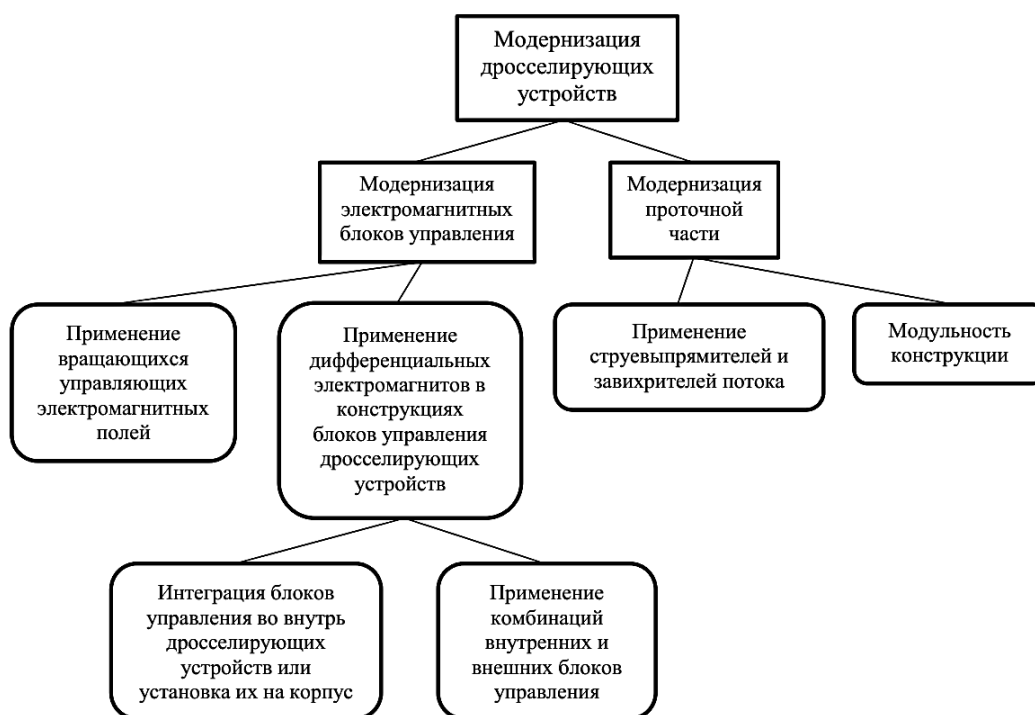 Модернизация
дросселирующих
устройств
Модернизация
электромагнитных
блоков управления
Модернизация
проточной
части
Применение
вращающихся
управляющих
электромагнитных
полей
Применение
дифференциальных
электромагнитов в
конструкциях
блоков управления
дросселирующих
устройств
Применение
струевыпрямителей и
завихрителей потока
Модульность
конструкции
Интеграция блоков
управления во внутрь
дросселирующих
устройств или
установка их на корпус
Применение
комбинаций
внутренних и
внешних блоков
управления